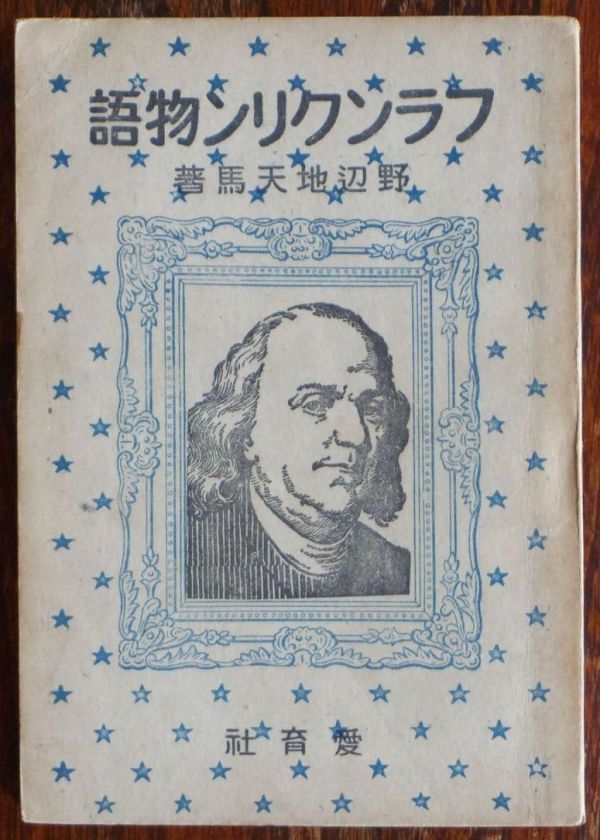 フランクリン物語
野辺地天馬著
愛育社